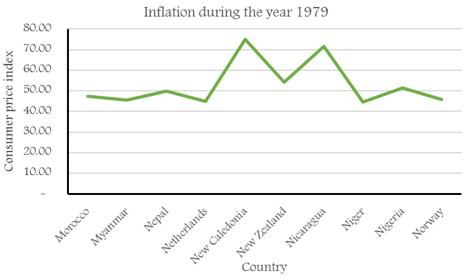 Inflation during the year 1979
Consumer price index
80.00
70.00
60.00
50.00
40.00
30.00
20.00
10.00
-
Morocco
Myanmar
Nepal
Netherlands
New Caledonia
New Zealand
Nicaragua
Niger
Nigeria
Norway
Country